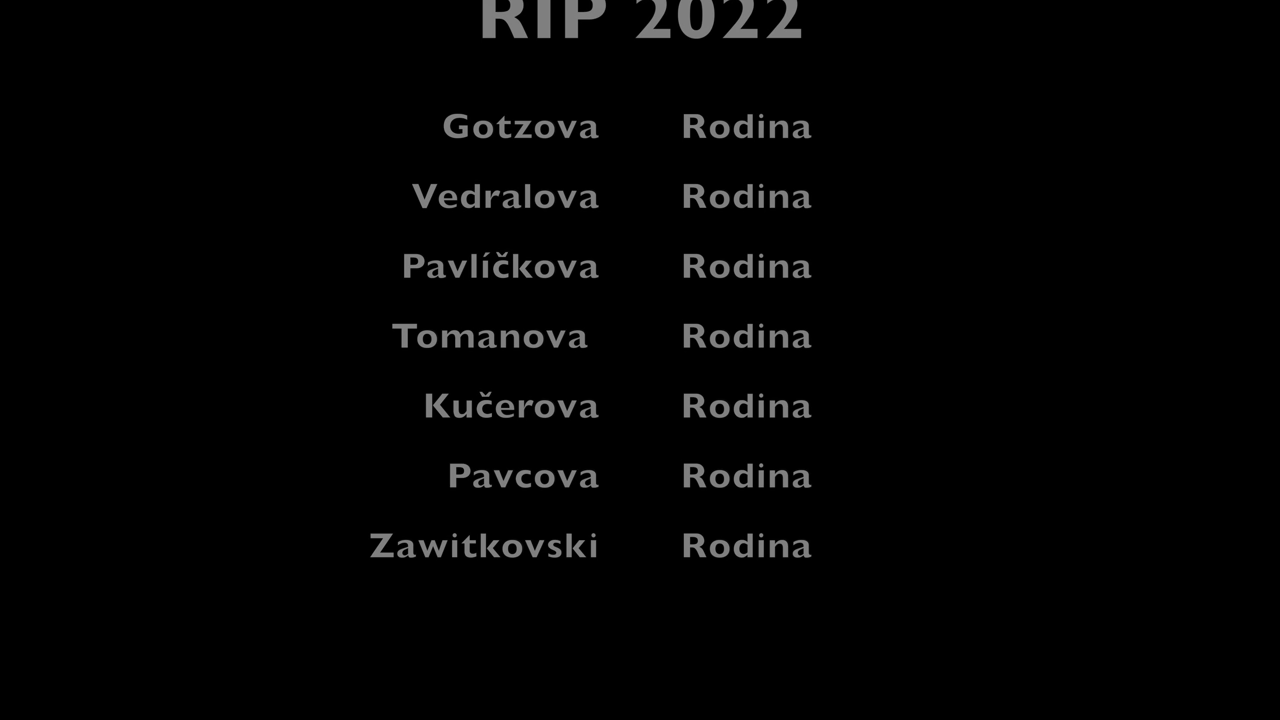 RIP 2022
Gotzova Rodina
Vedralova Rodina
Pavlíčkova Rodina
Tomanova Rodina
Kučerova Rodina
Pavcova Rodina
Zawitkovski Rodina